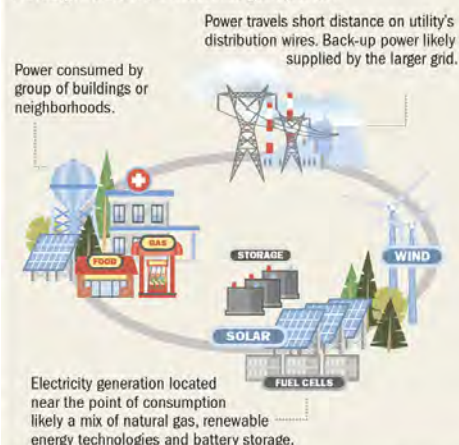 Power travels short distance on utility's
distribution wires. Back-up power likely
supplied by the larger grid.
Power consumed by
group of buildings or
neighborhoods.
GAS
FOOD
STORAGE
WIND
SOLAR
FUEL CELLS
Electricity generation located
near the point of consumption
likely a mix of natural gas, renewable
energy technologies and battery storage.